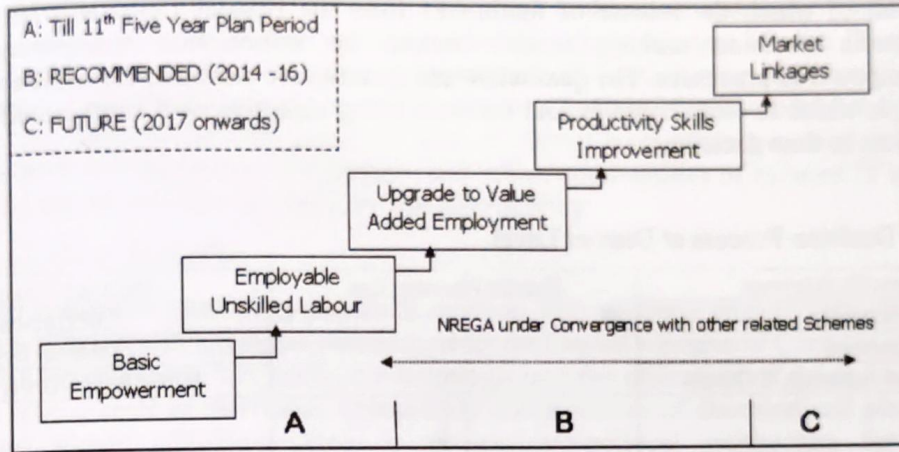 A: Till 11th Five Year Plan Period
B: RECOMMENDED (2014 -16)
C: FUTURE (2017 onwards)
Market
Linkages
Productivity Skills
Improvement
Upgrade to Value
Added Employment
Employable
Unskilled Labour
NREGA under Convergence with other related Schemes
Basic
Empowerment
A
B
C